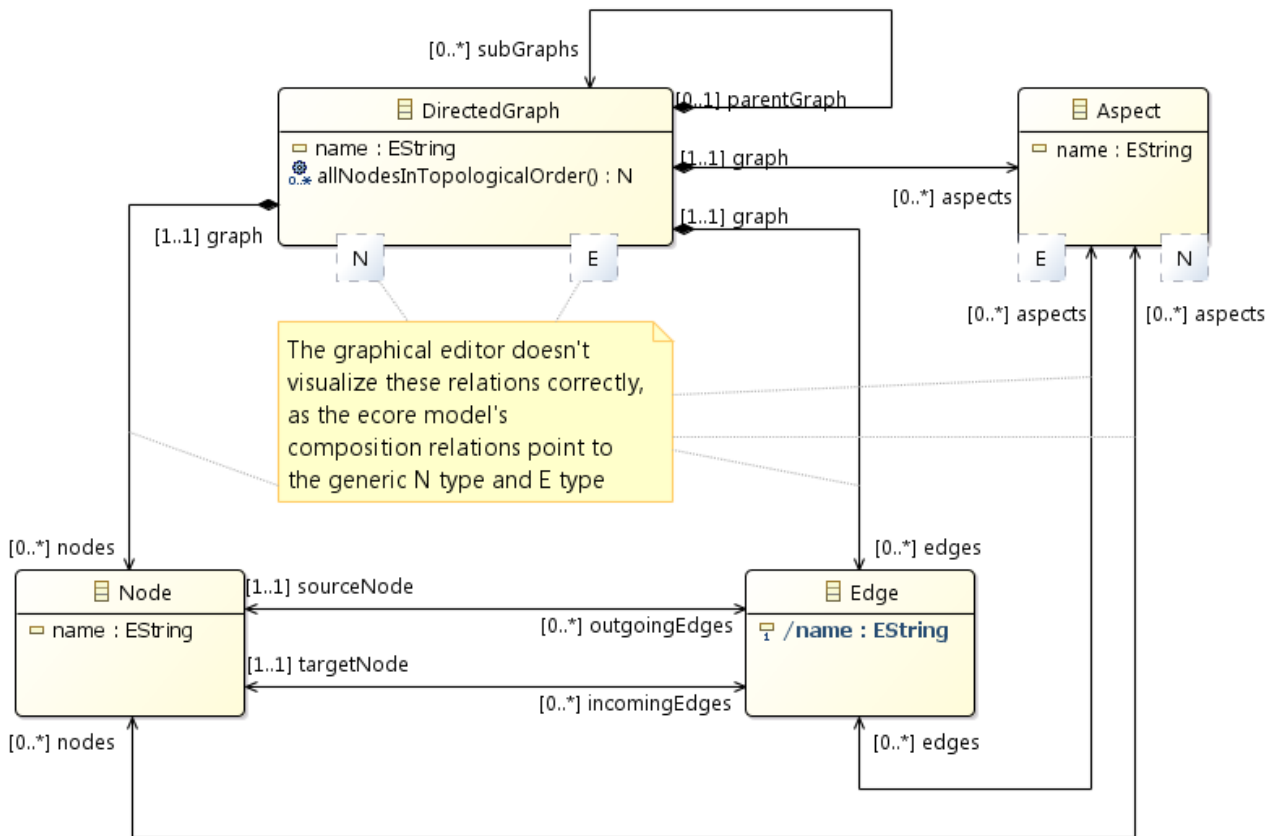 [0..*] subGraphs
DirectedGraph
[0..1] parentGraph
Aspect
name : EString
0..* allNodesInTopologicalOrder() : N
[1..1] graph
name : EString
[0..*] aspects
[1..1] graph
[1..1] graph
N
E
E
N
[0..*] aspects
[0..*] aspects
The graphical editor doesn't
visualize these relations correctly,
as the ecore model's
composition relations point to
the generic N type and E type
[0..*] nodes
[0..*] edges
Node
name : EString
[1..1] sourceNode
[0..*] outgoingEdges
[1..1] targetNode
[0..*] incomingEdges
Edge
1 /name : EString
[0..*] nodes
[0..*] edges